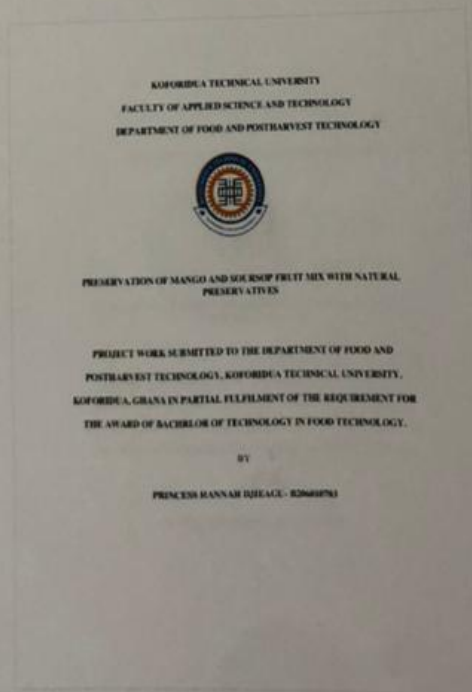 KOFORIDUA TECHNICAL UNIVERSITY
FACULTY OF APPLIED SCIENCE AND TECHNOLOGY
DEPARTMENT OF FOOD AND POSTHARVEST TECHNOLOGY
PRESERVATION OF MANGO AND SOURSOP FRUIT MIX WITH NATURAL
PRESERVATIVES
PROJECT WORK SUBMITTED TO THE DEPARTMENT OF FOOD AND
POSTHARVEST TECHNOLOGY, KOFORIDUA TECHNICAL UNIVERSITY,
KOFORIDUA, GHANA IN PARTIAL FULFILMENT OF THE REQUIREMENT FOR
THE AWARD OF BACHRLOR OF TECHNOLOGY IN FOOD TECHNOLOGY.
BY
PRINCESS HANNAH